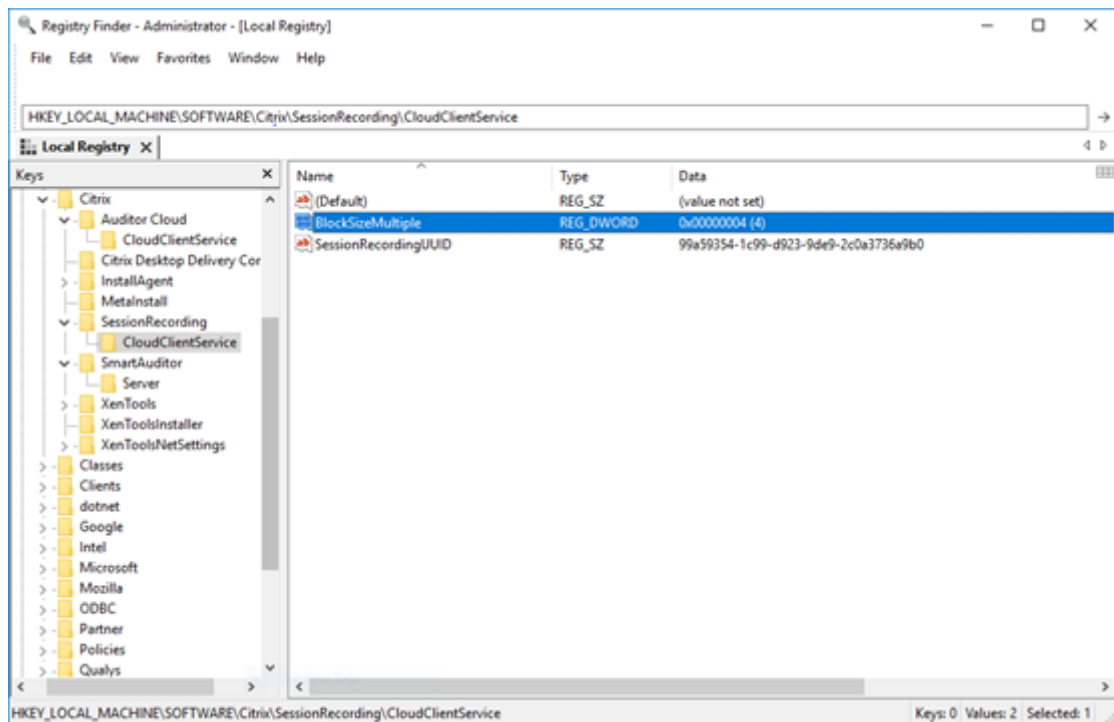 Registry Finder - Administrator - [Local Registry]
File Edit View Favorites Window Help
HKEY_LOCAL_MACHINE\SOFTWARE\Citrix\SessionRecording\CloudClientService
Local Registry
Keys
Name Type Data
Citrix
Auditor Cloud
CloudClientService
Citrix Desktop Delivery Cor
InstallAgent
MetaInstall
SessionRecording
CloudClientService
SmartAuditor
Server
XenTools
XenToolsInstaller
XenToolsNetSettings
Classes
Clients
dotnet
Google
Intel
Microsoft
Mozilla
ODBC
Partner
Policies
Qualys
(Default) REG_SZ (value not set)
BlockSizeMultiple REG_DWORD 0x00000004 (4)
SessionRecordingUUID REG_SZ 99a59354-1c99-d923-9de9-2c0a3736a9b0
HKEY_LOCAL_MACHINE\SOFTWARE\Citrix\SessionRecording\CloudClientService Keys: 0 Values: 2 Selected: 1